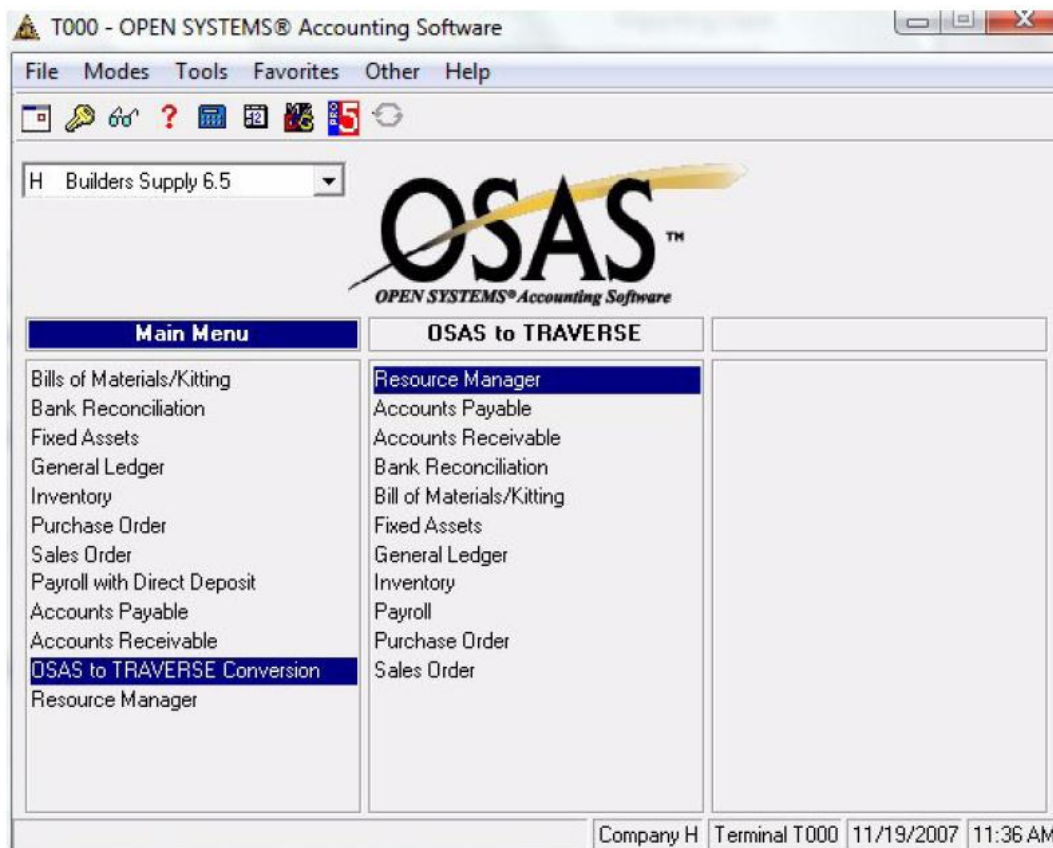 T000 - OPEN SYSTEMS® Accounting Software
File Modes Tools Favorites Other Help
H Builders Supply 6.5
OSAS™
OPEN SYSTEMS® Accounting Software
Main Menu
Bills of Materials/Kitting
Bank Reconciliation
Fixed Assets
General Ledger
Inventory
Purchase Order
Sales Order
Payroll with Direct Deposit
Accounts Payable
Accounts Receivable
OSAS to TRAVERSE Conversion
Resource Manager
OSAS to TRAVERSE
Resource Manager
Accounts Payable
Accounts Receivable
Bank Reconciliation
Bill of Materials/Kitting
Fixed Assets
General Ledger
Inventory
Payroll
Purchase Order
Sales Order
Company H Terminal T000 11/19/2007 11:36 AM